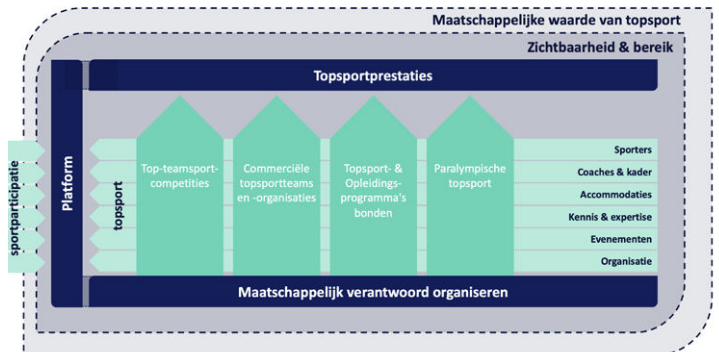 Maatschappelijke waarde van topsport
Zichtbaarheid & bereik
Topsportprestaties
sportparticipatie
Platform
topsport
Top-teamsport-
competities
Commerciële
topsportteams
en -organisaties
Topsport- &
Opleidings-
programma's
bonden
Paralympische
topsport
Sporters
Coaches & kader
Accommodaties
Kennis & expertise
Evenementen
Organisatie
Maatschappelijk verantwoord organiseren